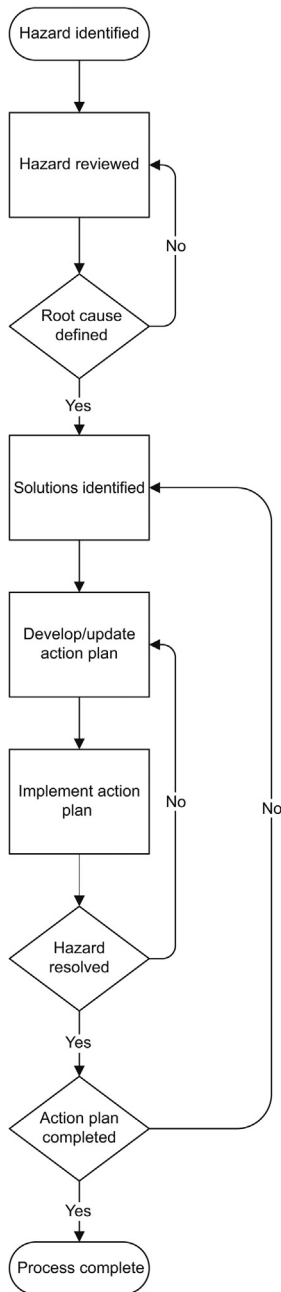 Hazard identified
Hazard reviewed
No
Root cause
defined
Yes
Solutions identified
Develop/update
action plan
Implement action
plan
No
No
Hazard
resolved
Yes
Action plan
completed
Yes
Process complete